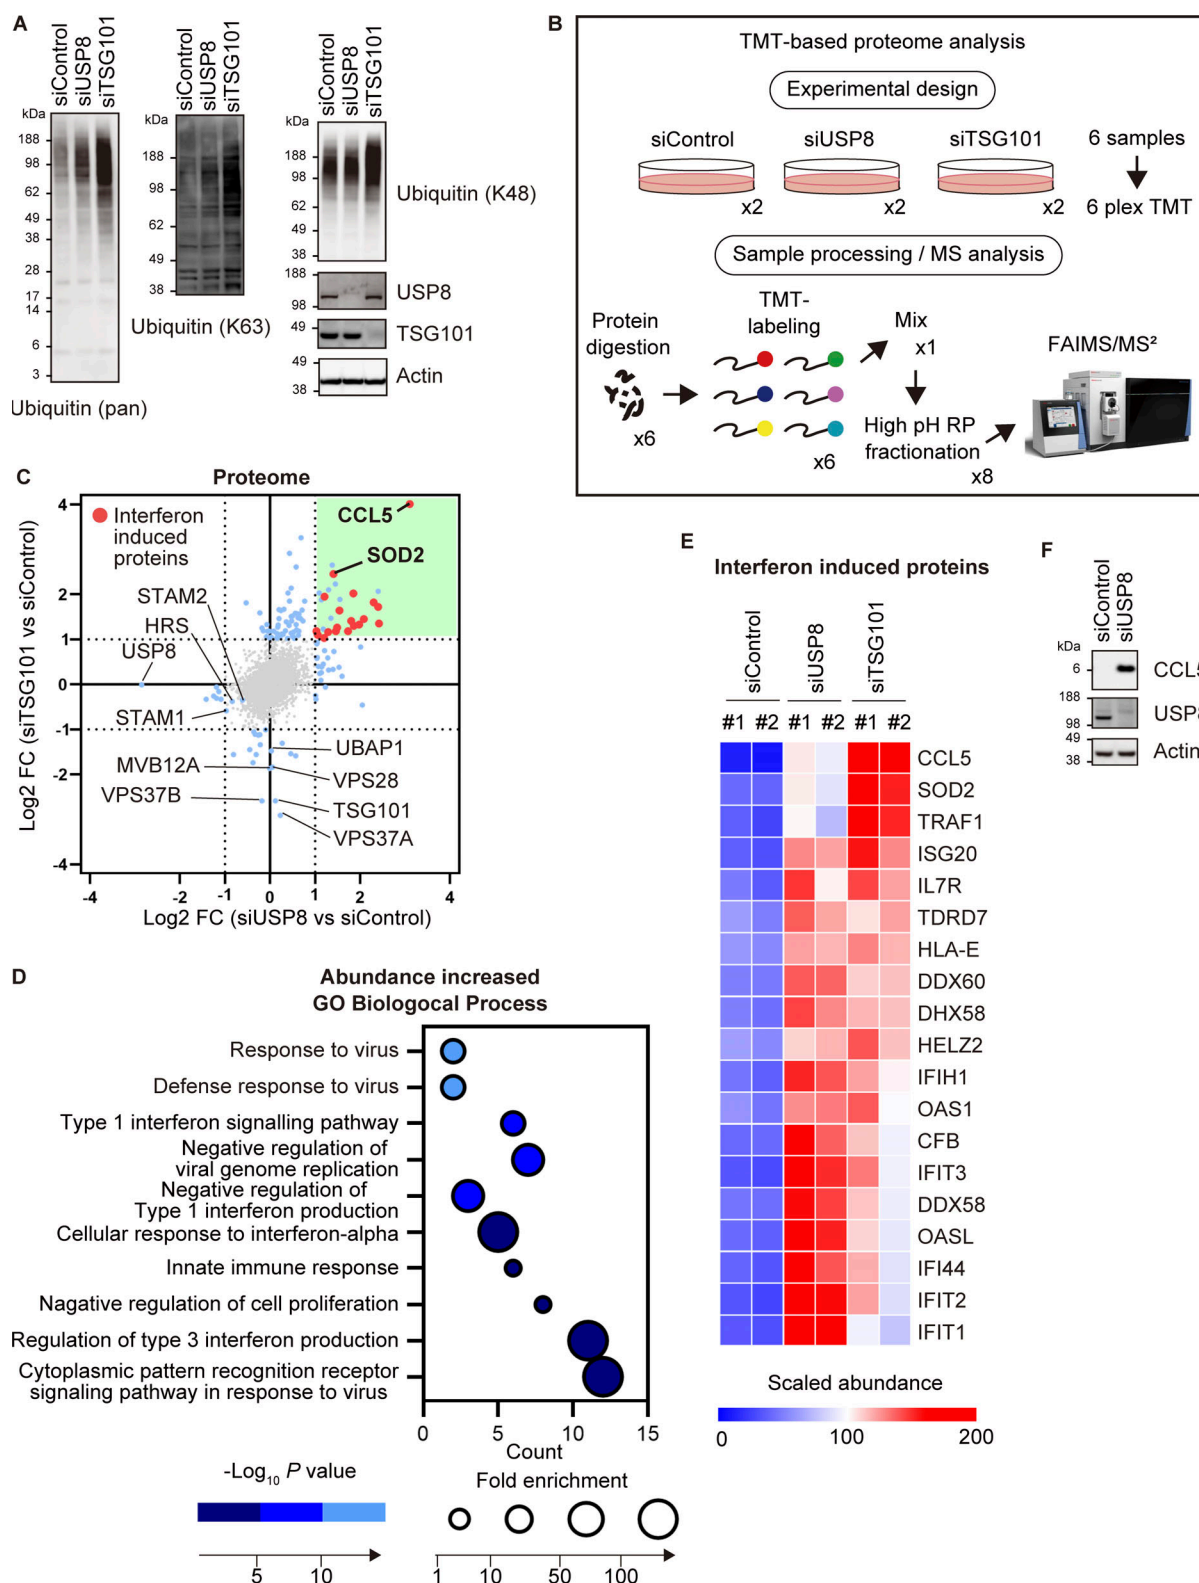 A
siControl
siUSP8
siTSG101
kDa
188
98
62
49
38
28
17
14
6
3
Ubiquitin (pan)
siControl
siUSP8
siTSG101
kDa
188
98
62
49
38
Ubiquitin (K63)
siControl
siUSP8
siTSG101
kDa
188
98
62
49
38
Ubiquitin (K48)
188
98
USP8
49
TSG101
49
38
Actin
B
TMT-based proteome analysis
Experimental design
siControl
siUSP8
siTSG101
6 samples
x2
x2
x2
6 plex TMT
Sample processing / MS analysis
Protein
digestion
x6
TMT-
labeling
x6
Mix
x1
High pH RP
fractionation
x8
FAIMS/MS²
C
Proteome
Interferon
induced
proteins
CCL5
SOD2
STAM2
HRS
USP8
STAM1
UBAP1
MVB12A
VPS28
VPS37B
TSG101
VPS37A
4
2
1
0
-1
-2
-4
-4
-2
-1
0
1
2
4
Log2 FC (siTSG101 vs siControl)
Log2 FC (siUSP8 vs siControl)
D
Abundance increased
GO Biologocal Process
Response to virus
Defense response to virus
Type 1 interferon signalling pathway
Negative regulation of
viral genome replication
Negative regulation of
Type 1 interferon production
Cellular response to interferon-alpha
Innate immune response
Nagative regulation of cell proliferation
Regulation of type 3 interferon production
Cytoplasmic pattern recognition receptor
signaling pathway in response to virus
0 5 10 15
Count
-Log10 P value
5 10
Fold enrichment
1 10 50 100
E
Interferon induced proteins
siControl
siUSP8
siTSG101
#1 #2 #1 #2 #1 #2
CCL5
SOD2
TRAF1
ISG20
IL7R
TDRD7
HLA-E
DDX60
DHX58
HELZ2
IFIH1
OAS1
CFB
IFIT3
DDX58
OASL
IFI44
IFIT2
IFIT1
Scaled abundance
0 100 200
F
siControl
siUSP8
kDa
6
CCL5
188
98
USP8
49
38
Actin